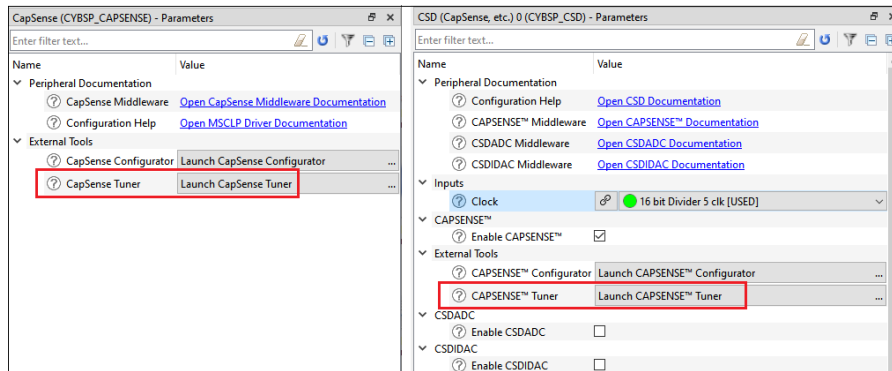 CapSense (CYBSP_CAPSENSE) - Parameters
Enter filter text...
Name Value
Peripheral Documentation
CapSense Middleware Open CapSense Middleware Documentation
Configuration Help Open MSCLP Driver Documentation
External Tools
CapSense Configurator Launch CapSense Configurator ...
CapSense Tuner Launch CapSense Tuner ...
CSD (CapSense, etc.) 0 (CYBSP_CSD) - Parameters
Enter filter text...
Name Value
Peripheral Documentation
Configuration Help Open CSD Documentation
CAPSENSE™ Middleware Open CAPSENSE™ Documentation
CSDADC Middleware Open CSDADC Documentation
CSDIDAC Middleware Open CSDIDAC Documentation
Inputs
Clock 16 bit Divider 5 clk [USED]
CAPSENSE™
Enable CAPSENSE™
External Tools
CAPSENSE™ Configurator Launch CAPSENSE™ Configurator ...
CAPSENSE™ Tuner Launch CAPSENSE™ Tuner ...
CSDADC
Enable CSDADC
CSDIDAC
Enable CSDIDAC